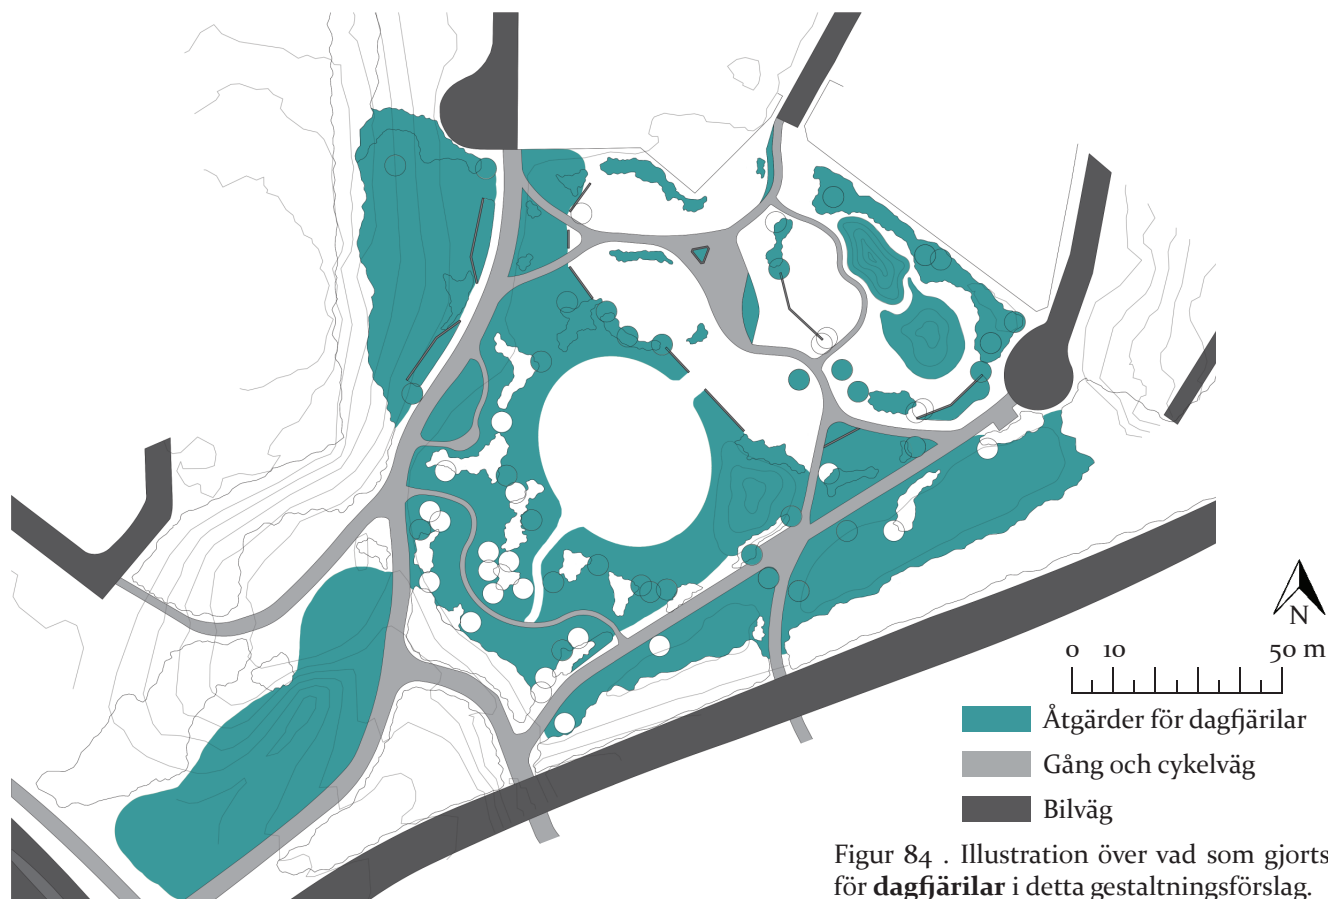 N
0 10 50 m
Åtgärder för dagfjärilar
Gång och cykelväg
Bilväg
Figur 84 . Illustration över vad som gjorts
för dagfjärilar i detta gestaltningsförslag.